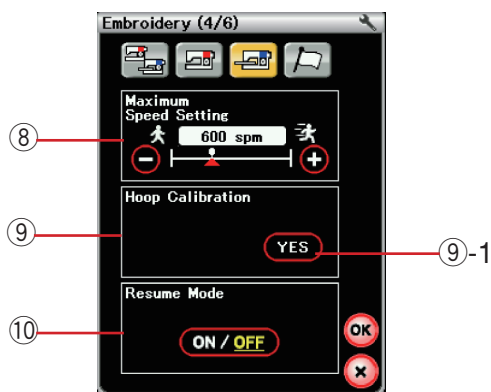 Embroidery (4/6)
Maximum
Speed Setting
⑧
600 spm
Hoop Calibration
⑨
YES
⑨-1
Resume Mode
⑩
ON / OFF
OK